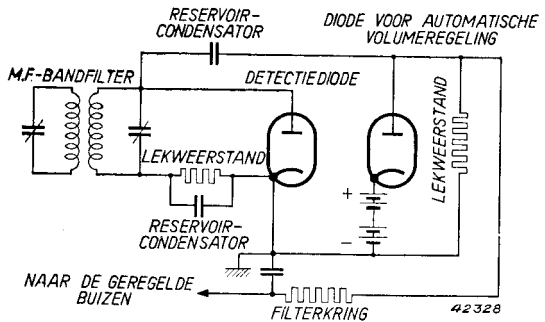 RESERVOIR-
CONDENSATOR
DIODE VOOR AUTOMATISCHE
VOLUMEREGELING
M.F.-BANDFILTER
DETECTIEDIODE
LEKWEERSTAND
LEKWEERSTAND
RESERVOIR-
CONDENSATOR
+
−
NAAR DE GEREGELDE
BUIZEN
FILTERKRING
42328